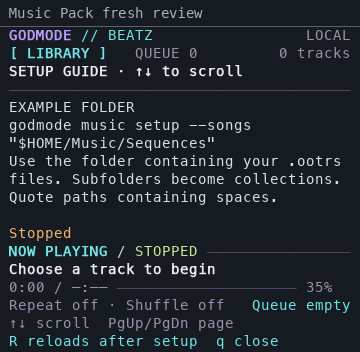 Music Pack fresh review
GODMODE // BEATZ LOCAL
[ LIBRARY ] QUEUE 0 0 tracks
SETUP GUIDE · ↑↓ to scroll
EXAMPLE FOLDER
godmode music setup --songs
"$HOME/Music/Sequences"
Use the folder containing your .ootrs
files. Subfolders become collections.
Quote paths containing spaces.
Stopped
NOW PLAYING / STOPPED
Choose a track to begin
0:00 / —:—— 35%
Repeat off · Shuffle off Queue empty
↑↓ scroll PgUp/PgDn page
R reloads after setup q close